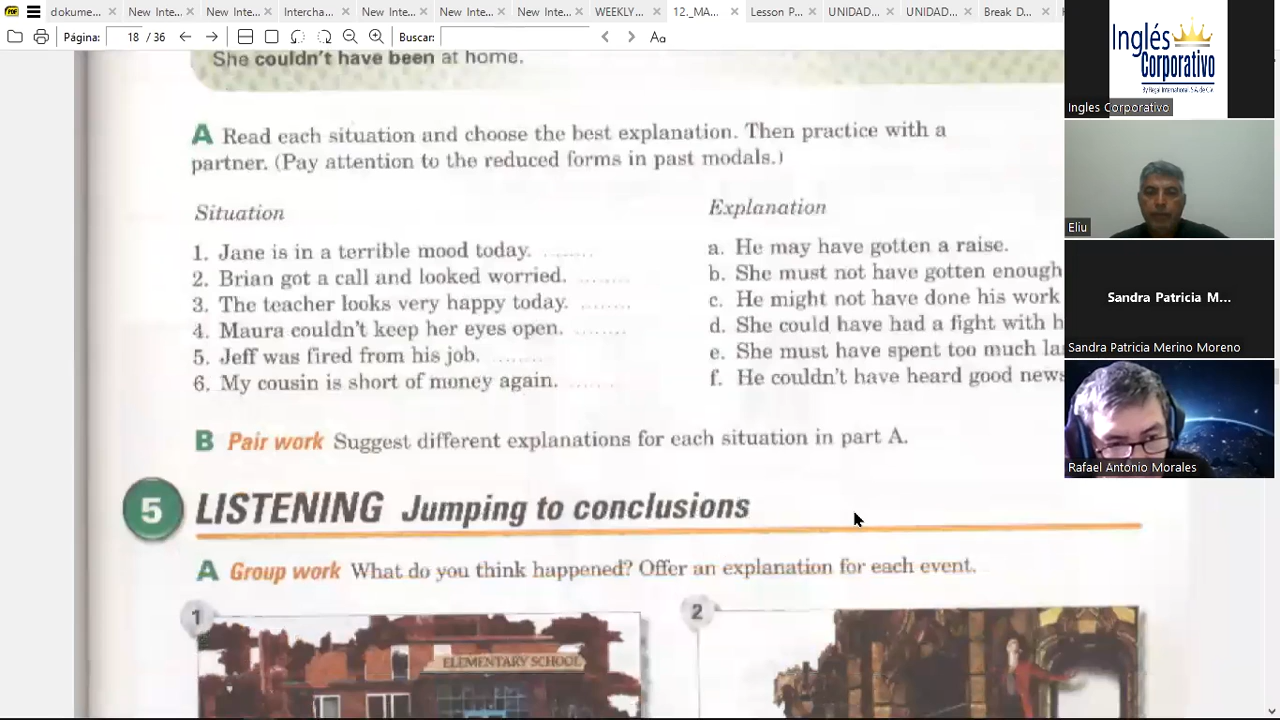 dokume...
New Inte...
New Inte...
Intercha...
New Inte...
New Inte...
New Inte...
WEEKLY...
12._MA...
Lesson P...
UNIDAD...
UNIDAD...
Break D...
Página: 18 / 36
Buscar:
Aa
She couldn't have been at home.
A Read each situation and choose the best explanation. Then practice with a
partner. (Pay attention to the reduced forms in past modals.)
Situation
1. Jane is in a terrible mood today. ........
2. Brian got a call and looked worried. ........
3. The teacher looks very happy today. ........
4. Maura couldn't keep her eyes open. ........
5. Jeff was fired from his job. ........
6. My cousin is short of money again. ........
Explanation
a. He may have gotten a raise.
b. She must not have gotten enough
c. He might not have done his work
d. She could have had a fight with h
e. She must have spent too much la
f. He couldn't have heard good news
B Pair work Suggest different explanations for each situation in part A.
5 LISTENING Jumping to conclusions
A Group work What do you think happened? Offer an explanation for each event.
1
ELEMENTARY SCHOOL
2
Inglés
Corporativo
By Regal International, S.A. de C.V.
Ingles Corporativo
Eliu
Sandra Patricia M...
Sandra Patricia Merino Moreno
Rafael Antonio Morales